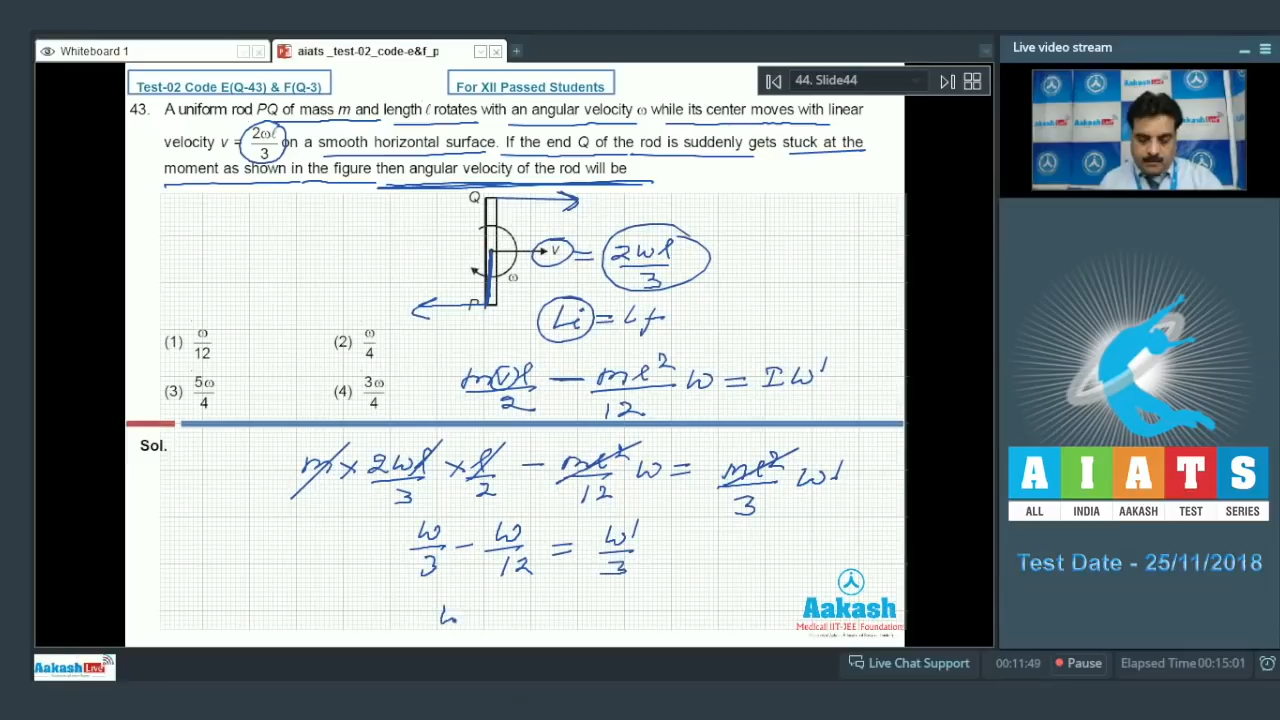 Whiteboard 1
aiats _test-02_code-e&f_p
Live video stream
Test-02 Code E(Q-43) & F(Q-3)
For XII Passed Students
44. Slide44
43. A uniform rod PQ of mass m and length ℓ rotates with an angular velocity ω while its center moves with linear
velocity v = 2ωℓ/3 on a smooth horizontal surface. If the end Q of the rod is suddenly gets stuck at the
moment as shown in the figure then angular velocity of the rod will be
Q
v = 2ωℓ/3
ω
P
Li = Lf
(1) ω/12
(2) ω/4
(3) 5ω/4
(4) 3ω/4
m(v)ℓ/2 − mℓ²/12 ω = I ω'
Sol.
m × 2ωℓ/3 × ℓ/2 − mℓ²/12 ω = mℓ²/3 ω'
ω/3 − ω/12 = ω'/3
AIATS
ALL INDIA AAKASH TEST SERIES
Test Date - 25/11/2018
Aakash
Medical|IIT-JEE|Foundations
Aakash Live
Live Chat Support
00:11:49
Pause
Elapsed Time 00:15:01